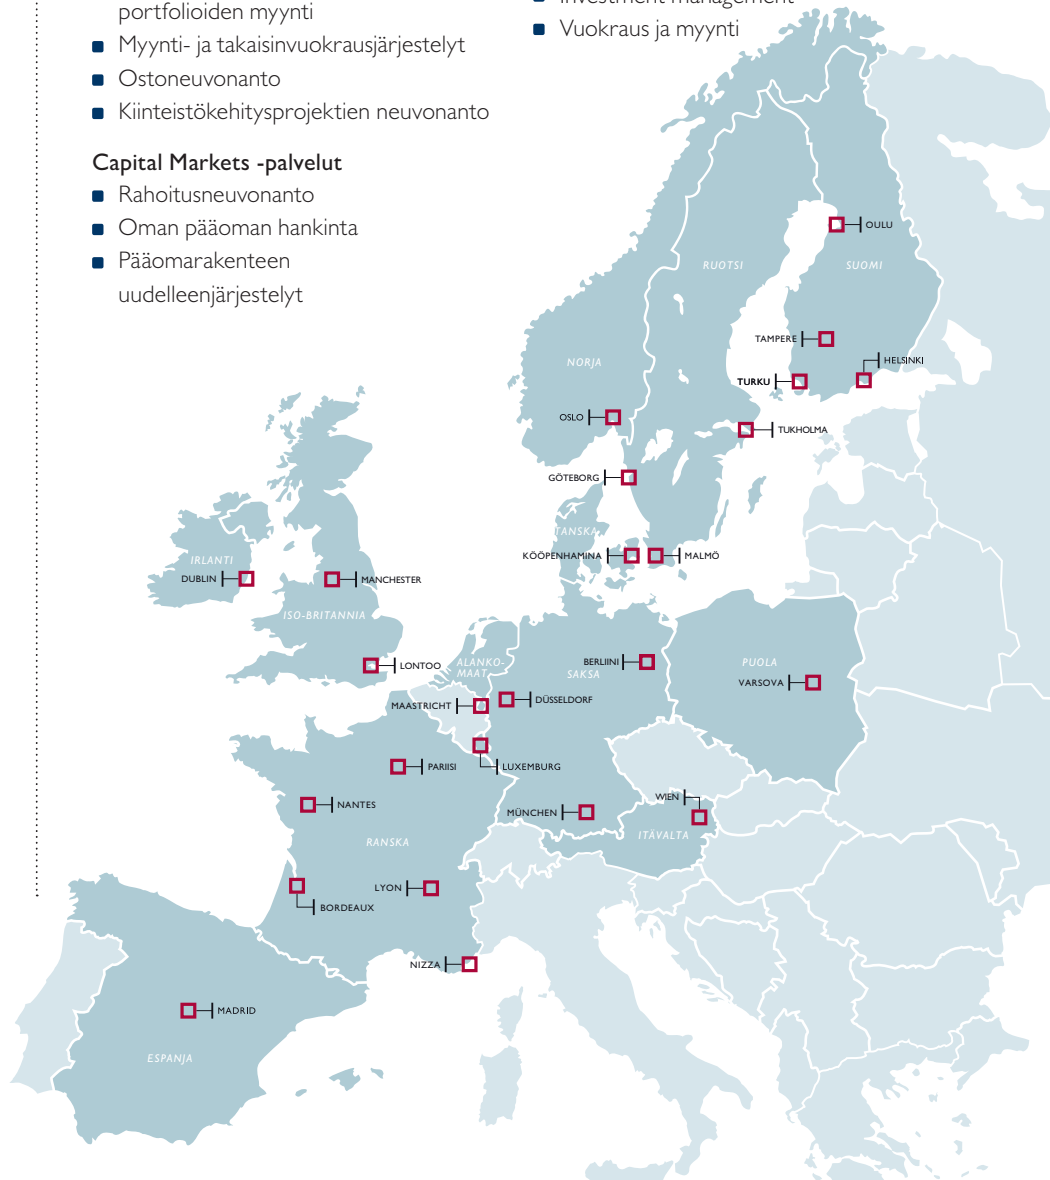 portfolioiden myynti
Myynti- ja takaisinvuokrausjärjestelyt
Ostoneuvonanto
Kiinteistökehitysprojektien neuvonanto
Capital Markets -palvelut
Rahoitusneuvonanto
Oman pääoman hankinta
Pääomarakenteen
uudelleenjärjestelyt
Investment management
Vuokraus ja myynti
OULU
RUOTSI
SUOMI
TAMPERE
HELSINKI
NORJA
TURKU
OSLO
TUKHOLMA
GÖTEBORG
TANSKA
KÖÖPENHAMINA
MALMÖ
IRLANTI
DUBLIN
MANCHESTER
ISO-BRITANNIA
LONTOO
ALANKO-
MAAT
BERLIINI
SAKSA
PUOLA
VARSOVA
MAASTRICHT
DÜSSELDORF
PARIISI
LUXEMBURG
NANTES
WIEN
MÜNCHEN
ITÄVALTA
RANSKA
LYON
BORDEAUX
NIZZA
MADRID
ESPANJA